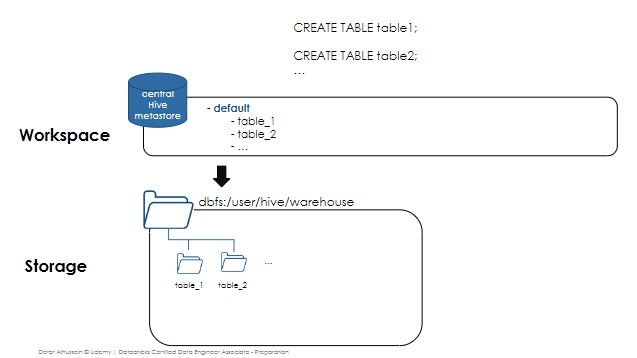 CREATE TABLE table1;
CREATE TABLE table2;
...
central
Hive
metastore
- default
- table_1
- table_2
- ...
Workspace
dbfs:/user/hive/warehouse
Storage
table_1
table_2
...
Derar Alhussein © Udemy | Databricks Certified Data Engineer Associate - Preparation